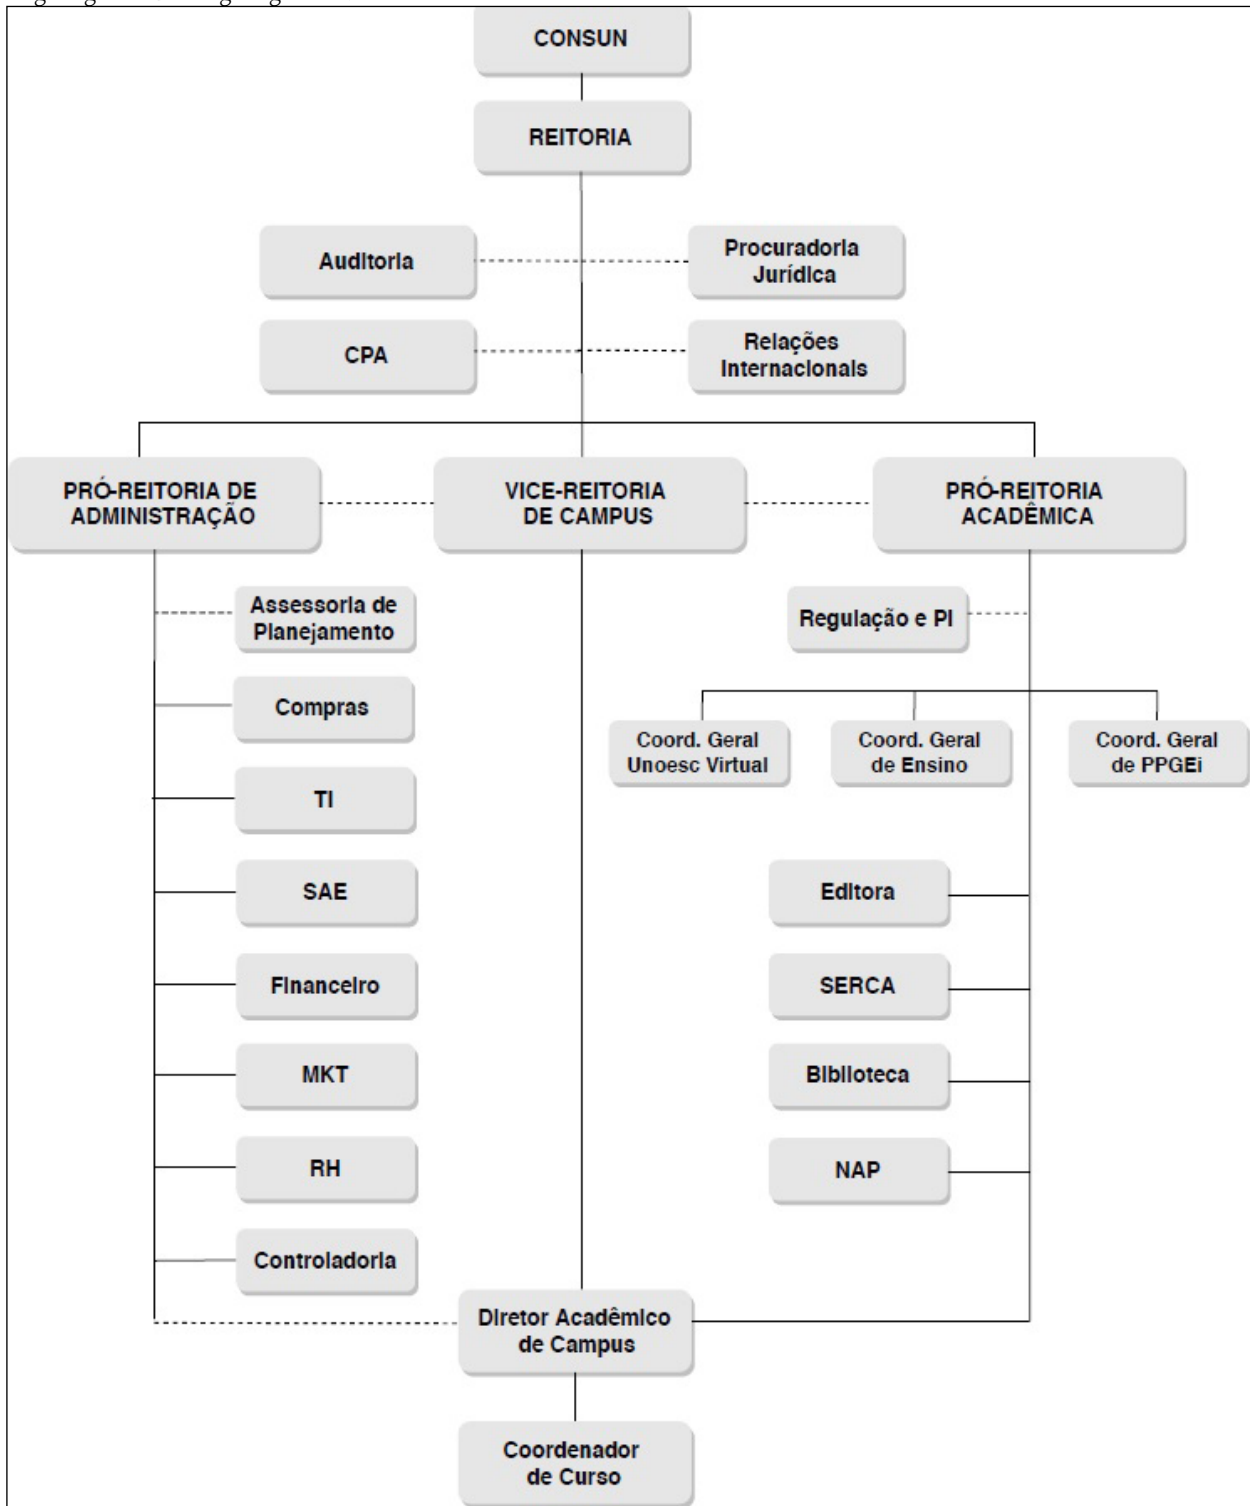 CONSUN
REITORIA
Auditoria
Procuradoria
Jurídica
CPA
Relações
Internacionais
PRÓ-REITORIA DE
ADMINISTRAÇÃO
VICE-REITORIA
DE CAMPUS
PRÓ-REITORIA
ACADÊMICA
Assessoria de
Planejamento
Regulação e PI
Compras
Coord. Geral
Unoesc Virtual
Coord. Geral
de Ensino
Coord. Geral
de PPGEi
TI
SAE
Editora
Financeiro
SERCA
MKT
Biblioteca
RH
NAP
Controladoria
Diretor Acadêmico
de Campus
Coordenador
de Curso